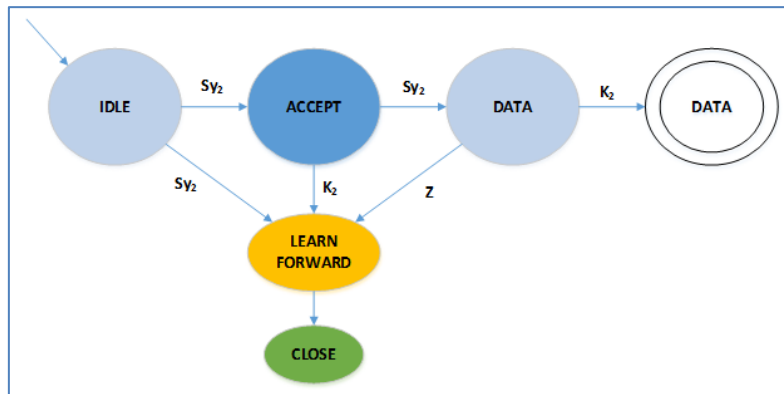 Sy₂ Sy₂ K₂
IDLE ACCEPT DATA DATA
Sy₂ K₂ Z
LEARN
FORWARD
CLOSE